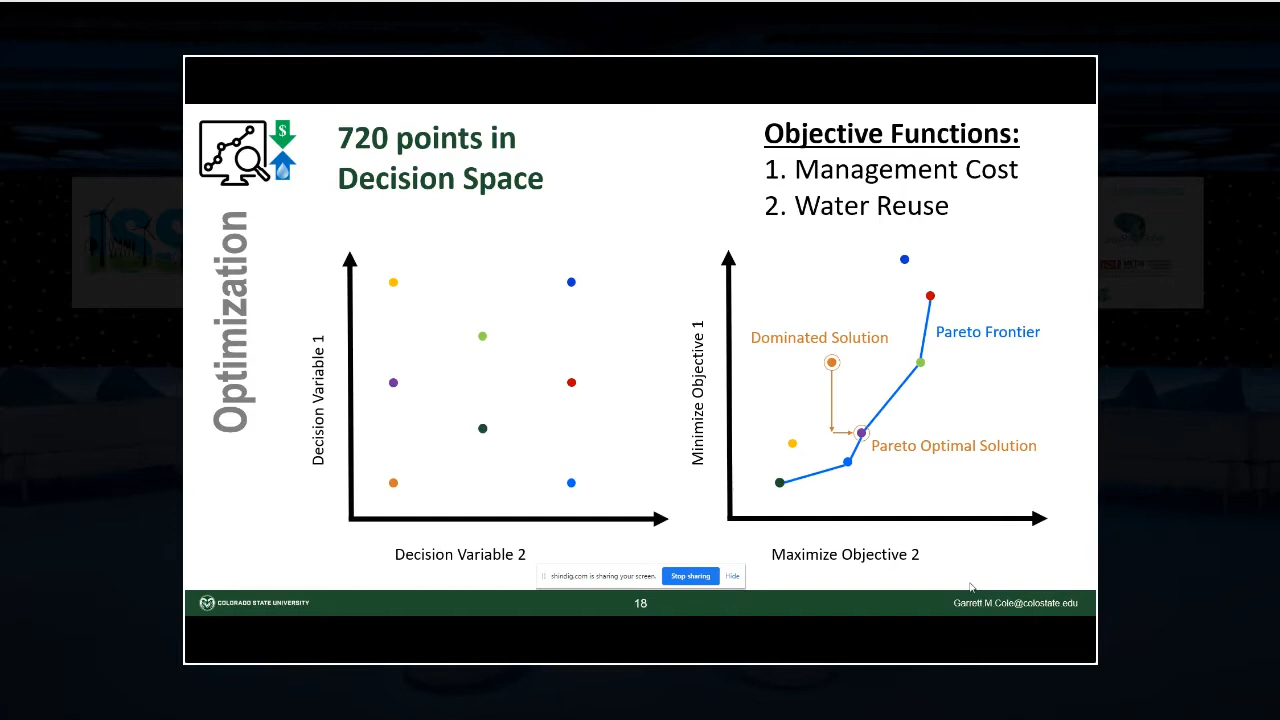 720 points in
Decision Space
Objective Functions:
1. Management Cost
2. Water Reuse
$
Optimization
Decision Variable 1
Decision Variable 2
Minimize Objective 1
Dominated Solution
Pareto Frontier
Pareto Optimal Solution
Maximize Objective 2
shindig.com is sharing your screen.
Stop sharing
Hide
COLORADO STATE UNIVERSITY
18
Garrett.M.Cole@colostate.edu
ISS